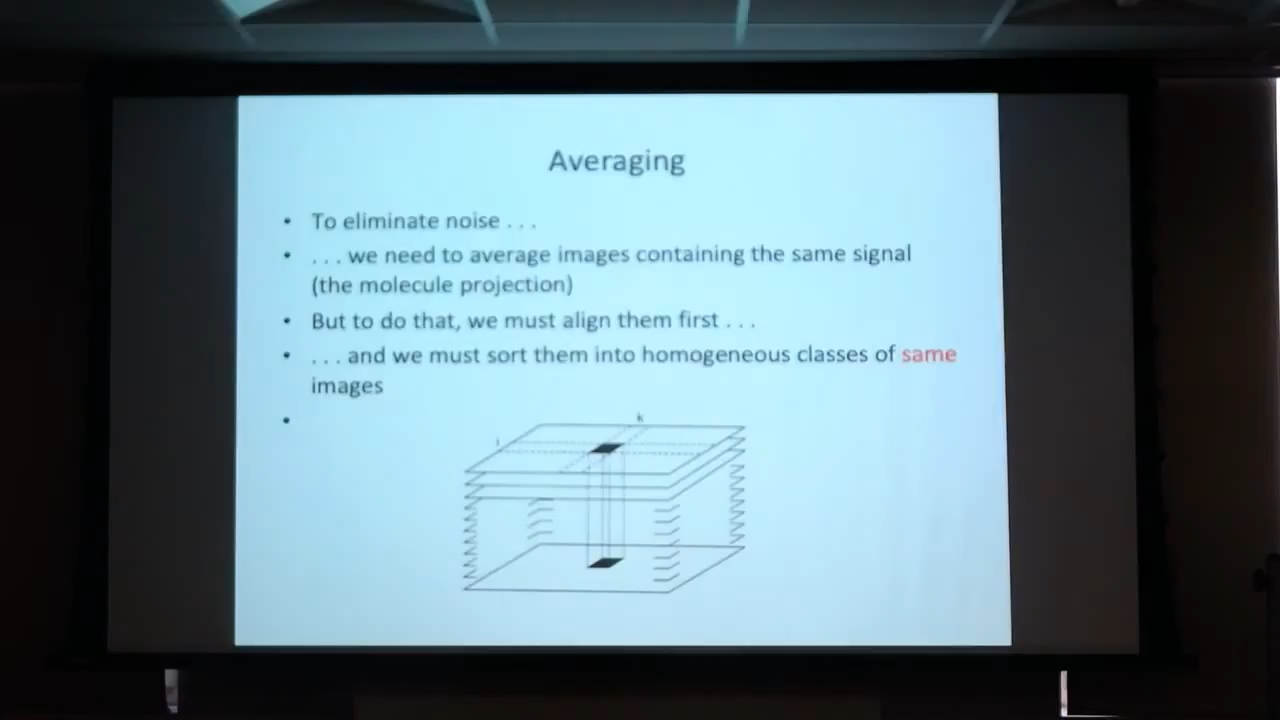 Averaging
• To eliminate noise . . .
• . . . we need to average images containing the same signal
(the molecule projection)
• But to do that, we must align them first . . .
• . . . and we must sort them into homogeneous classes of same
images
•
k